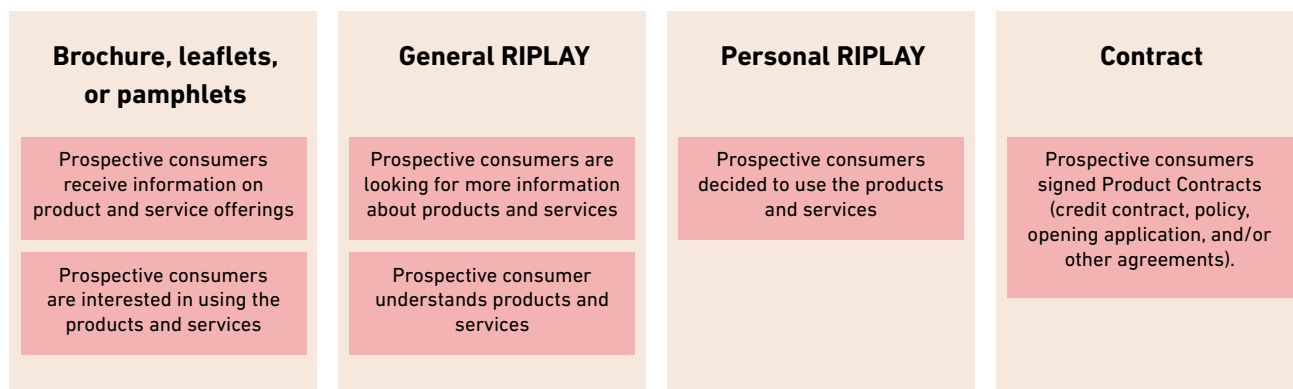 Brochure, leaflets,
or pamphlets
Prospective consumers
receive information on
product and service offerings
Prospective consumers
are interested in using the
products and services
General RIPLAY
Prospective consumers are
looking for more information
about products and services
Prospective consumer
understands products and
services
Personal RIPLAY
Prospective consumers
decided to use the products
and services
Contract
Prospective consumers
signed Product Contracts
(credit contract, policy,
opening application, and/or
other agreements).